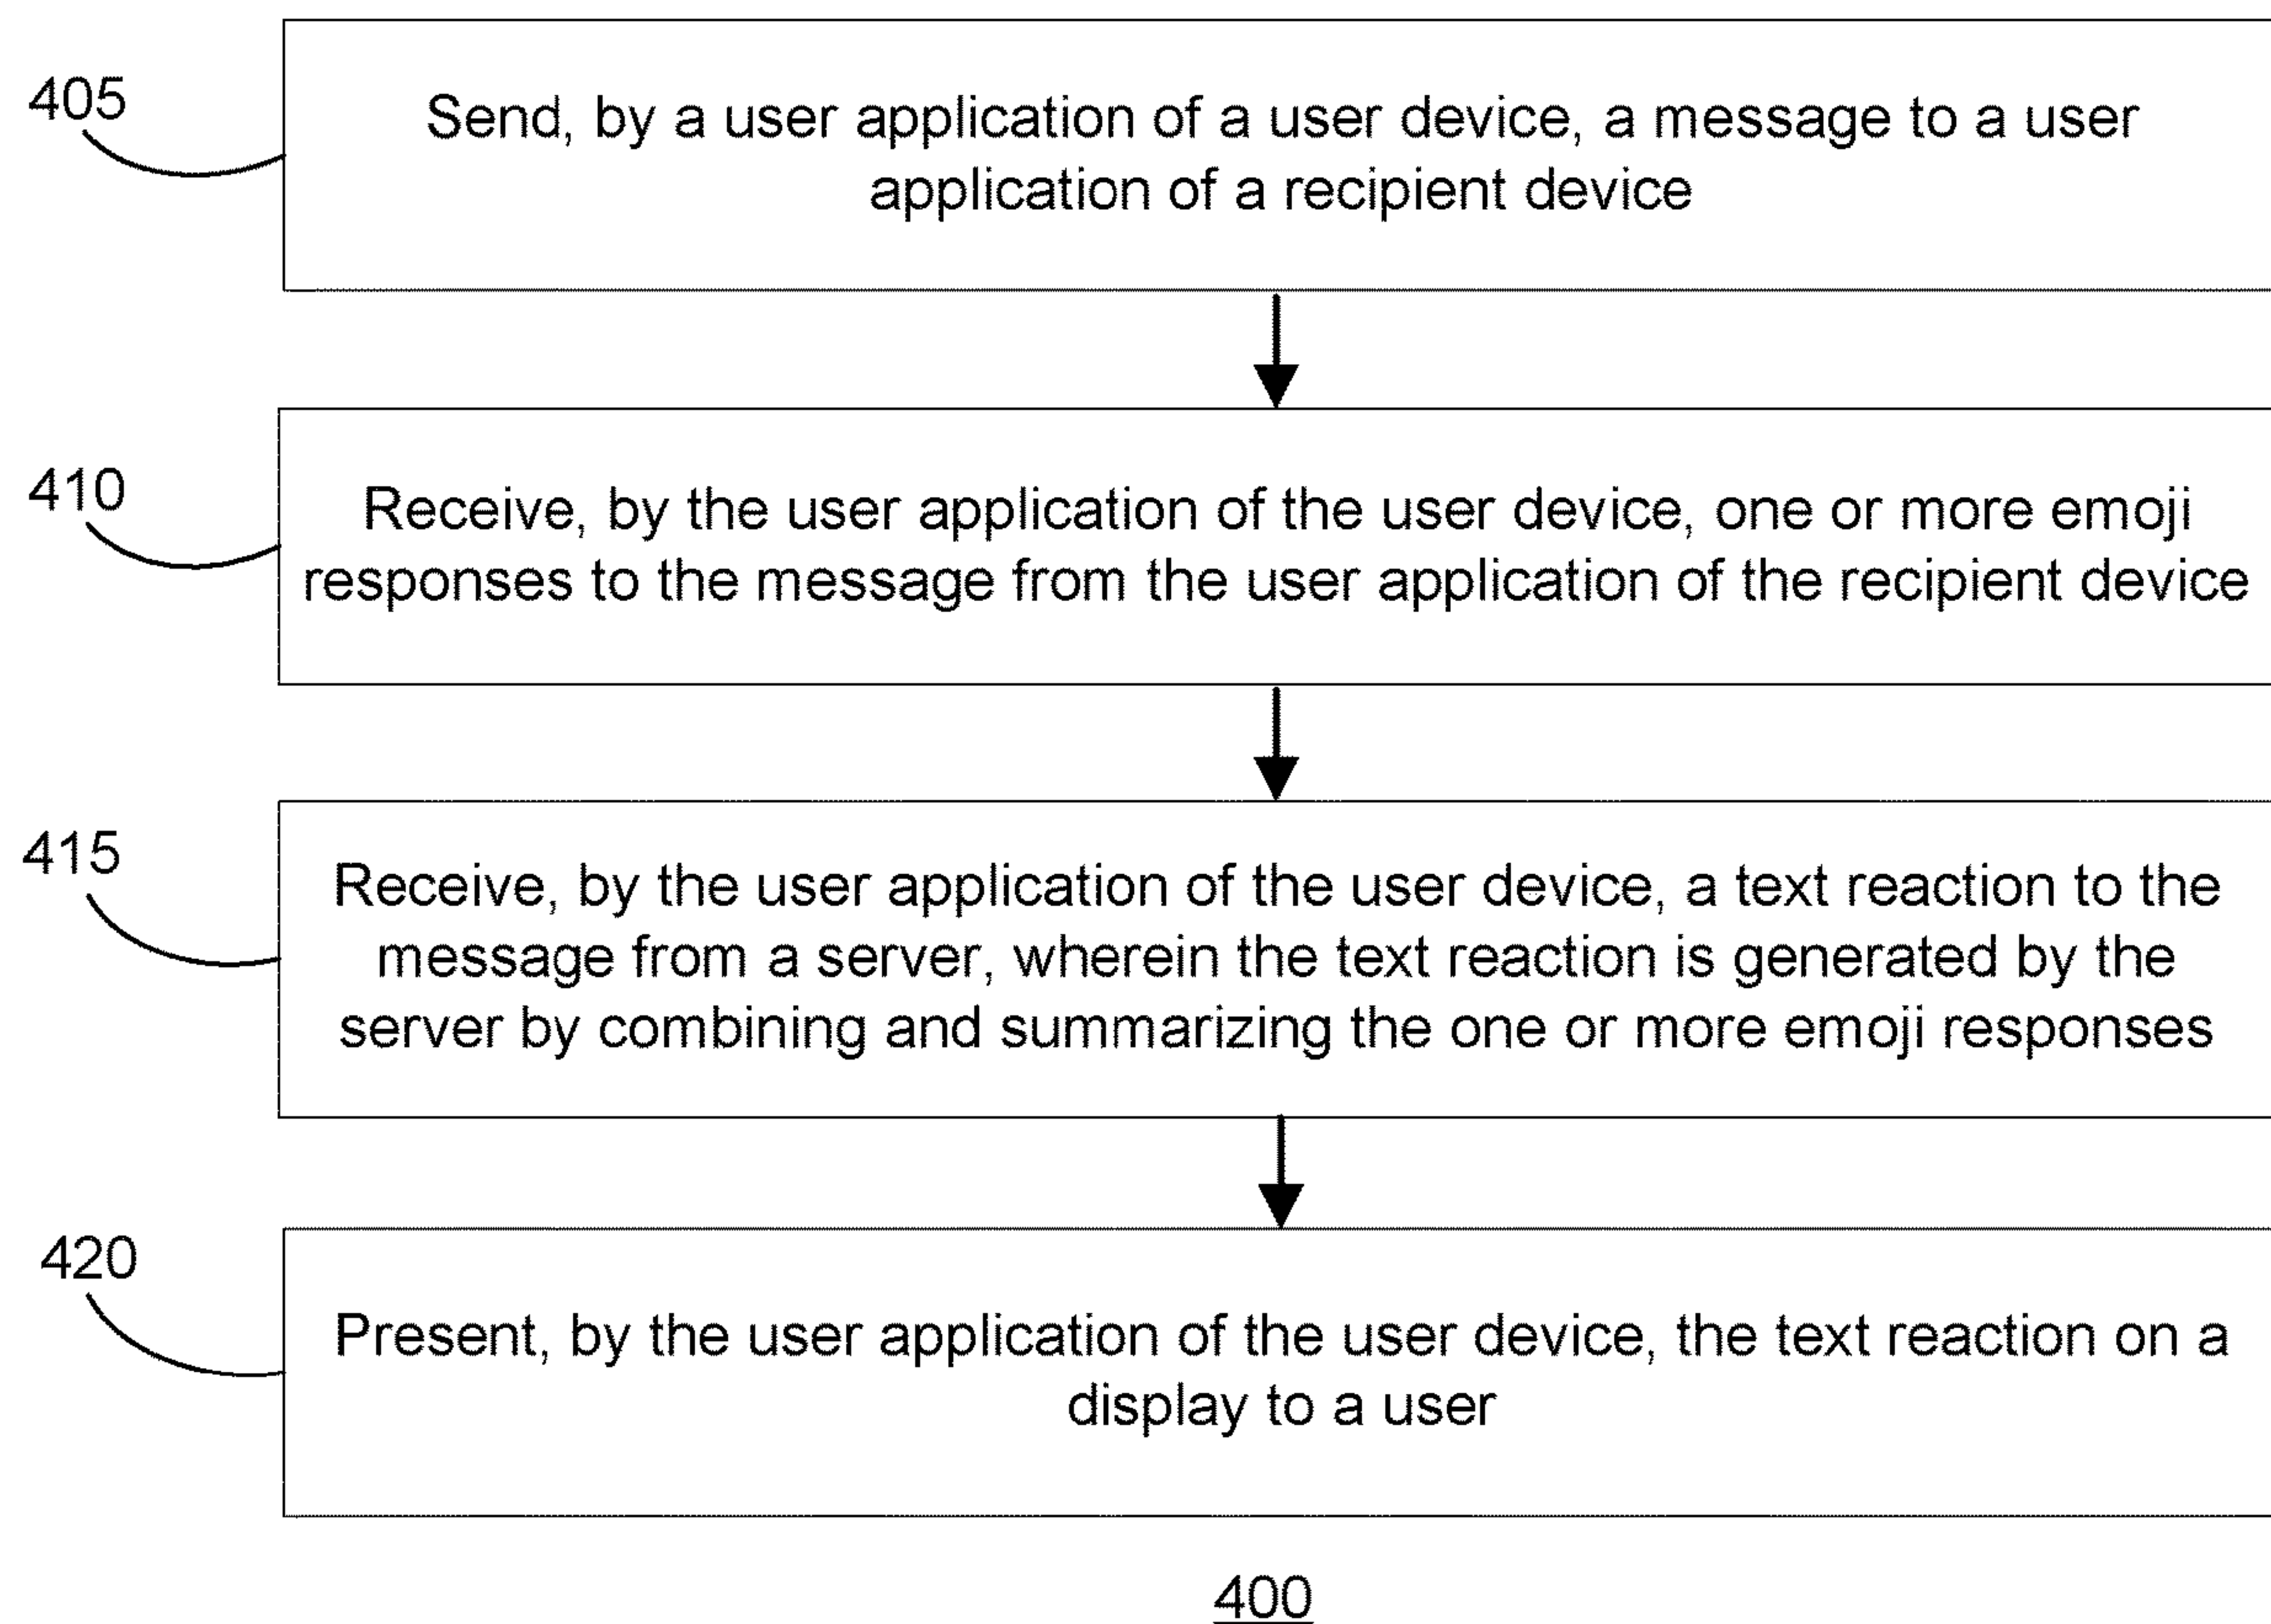 405
Send, by a user application of a user device, a message to a user
application of a recipient device
410
Receive, by the user application of the user device, one or more emoji
responses to the message from the user application of the recipient device
415
Receive, by the user application of the user device, a text reaction to the
message from a server, wherein the text reaction is generated by the
server by combining and summarizing the one or more emoji responses
420
Present, by the user application of the user device, the text reaction on a
display to a user
400